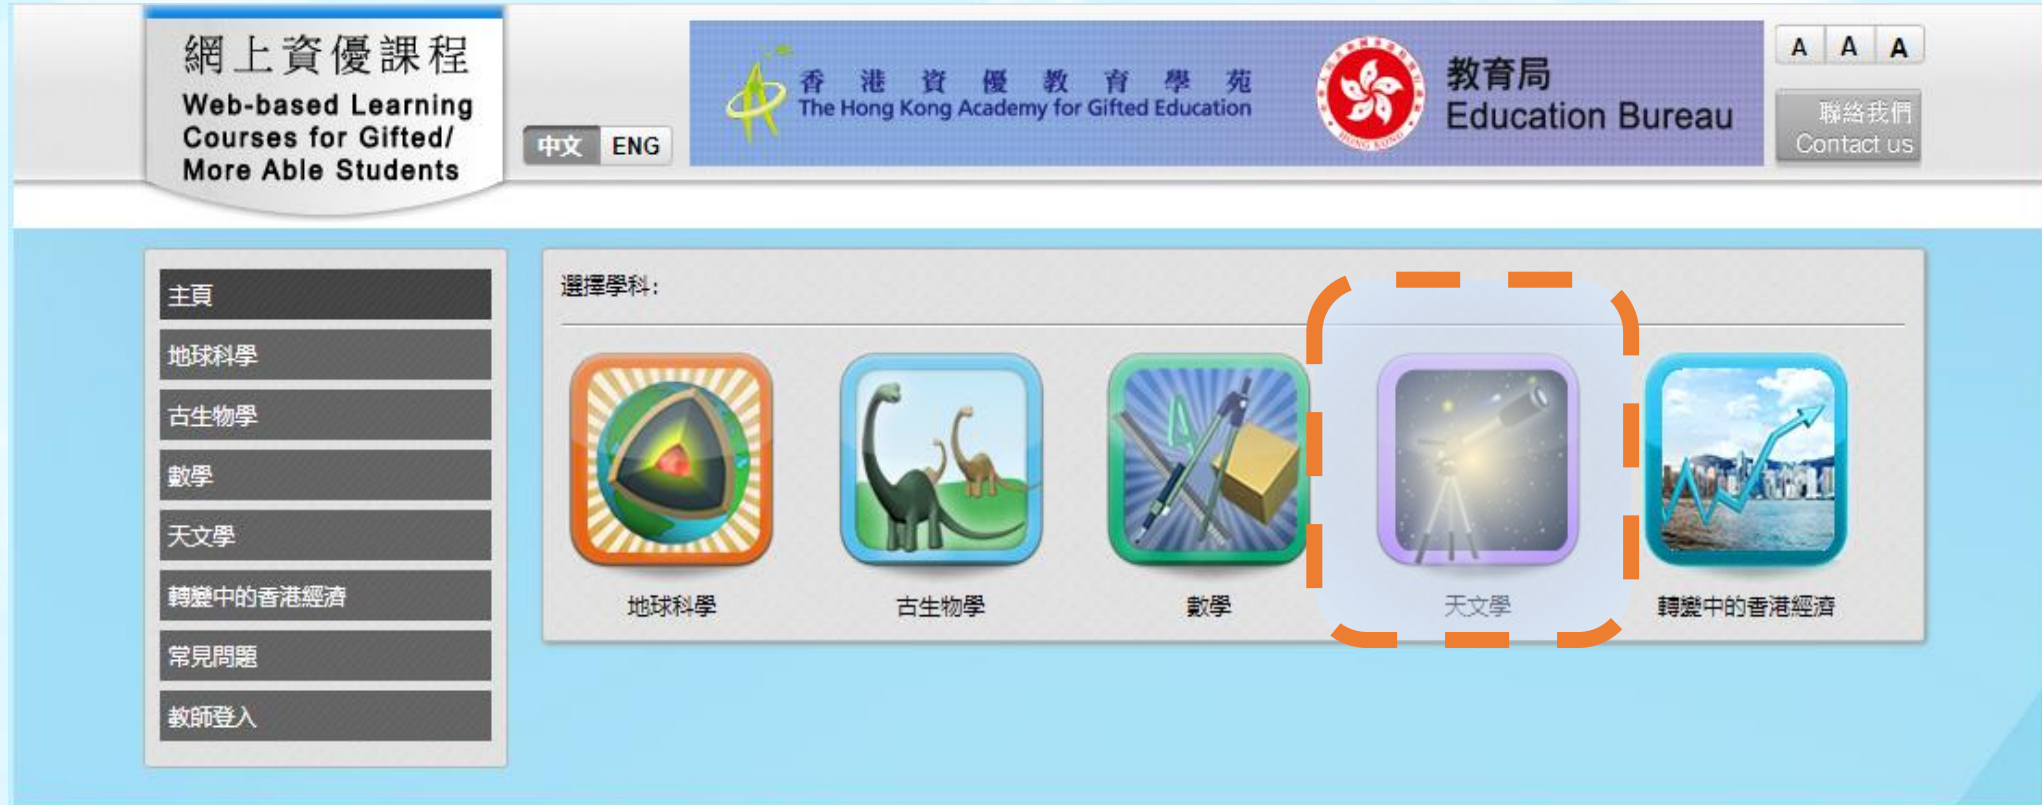 網上資優課程
Web-based Learning
Courses for Gifted/
More Able Students
中文 ENG
香港資優教育學苑
The Hong Kong Academy for Gifted Education
教育局
Education Bureau
HONG KONG
A A A
聯絡我們
Contact us
主頁
地球科學
古生物學
數學
天文學
轉變中的香港經濟
常見問題
教師登入
選擇學科：
地球科學 古生物學 數學 天文學 轉變中的香港經濟